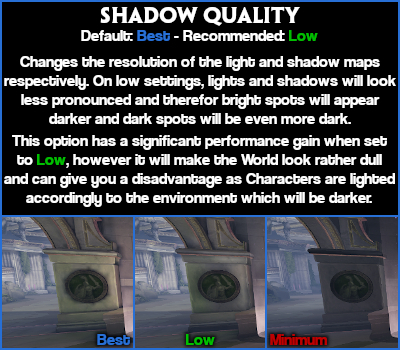 SHADOW QUALITY
Default: Best - Recommended: Low
Changes the resolution of the light and shadow maps
respectively. On low settings, lights and shadows will look
less pronounced and therefor bright spots will appear
darker and dark spots will be even more dark.
This option has a significant performance gain when set
to Low, however it will make the World look rather dull
and can give you a disadvantage as Characters are lighted
accordingly to the environment which will be darker.
Best Low Minimum